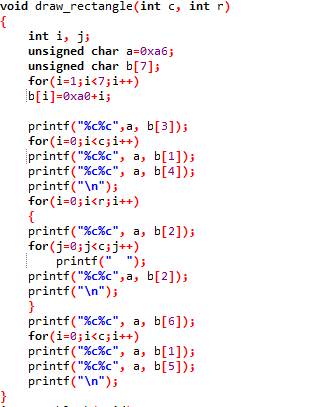 void draw_rectangle(int c, int r)
{
    int i, j;
    unsigned char a=0xa6;
    unsigned char b[7];
    for(i=1;i<7;i++)
    b[i]=0xa0+i;

    printf("%c%c",a, b[3]);
    for(i=0;i<c;i++)
    printf("%c%c", a, b[1]);
    printf("%c%c", a, b[4]);
    printf("\n");
    for(i=0;i<r;i++)
    {
    printf("%c%c", a, b[2]);
    for(j=0;j<c;j++)
        printf("  ");
    printf("%c%c",a, b[2]);
    printf("\n");
    }
    printf("%c%c", a, b[6]);
    for(i=0;i<c;i++)
    printf("%c%c", a, b[1]);
    printf("%c%c", a, b[5]);
    printf("\n");
}